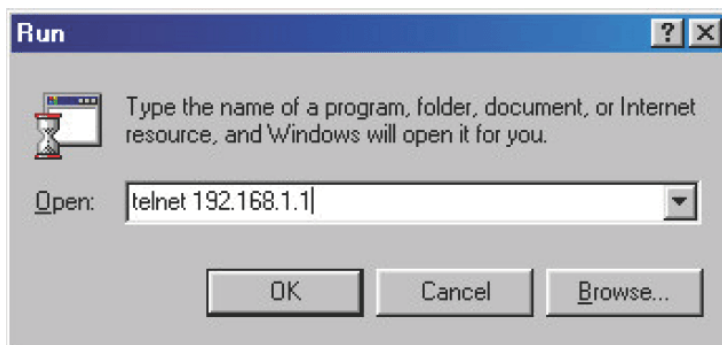 Run
Type the name of a program, folder, document, or Internet
resource, and Windows will open it for you.
Open: telnet 192.168.1.1
OK Cancel Browse...